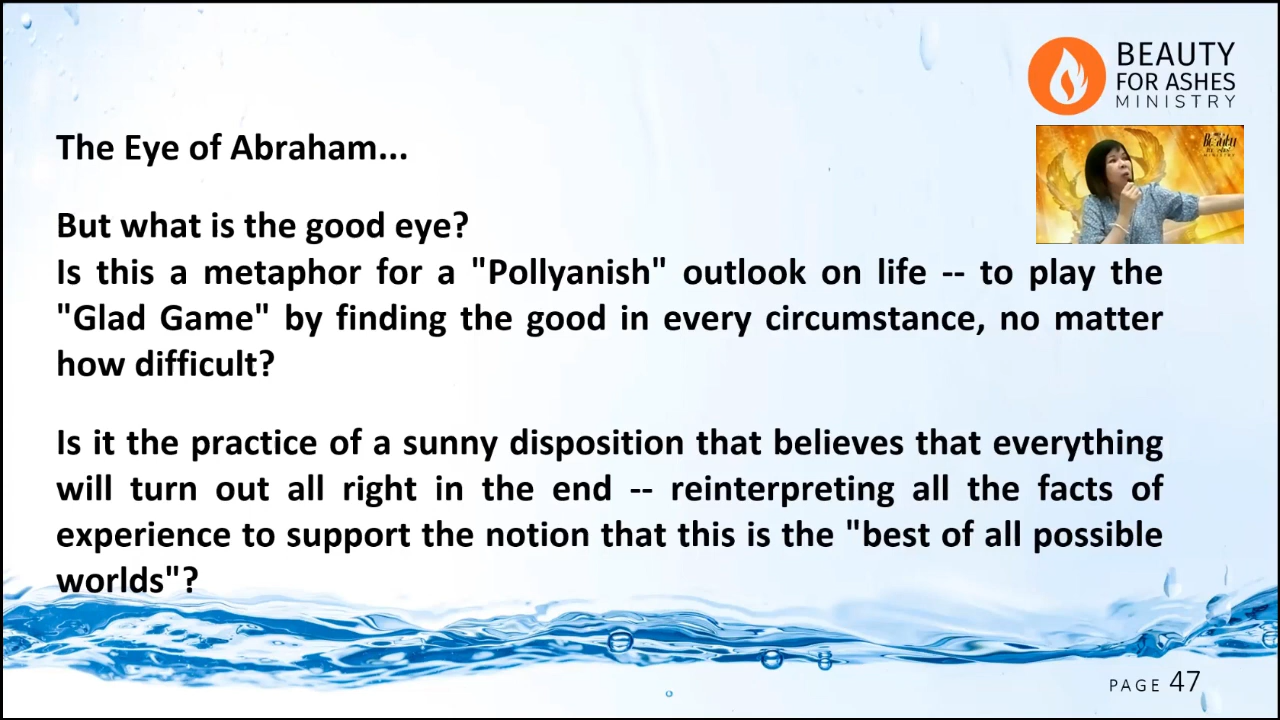 BEAUTY
FOR ASHES
MINISTRY
The Eye of Abraham...
But what is the good eye?
Is this a metaphor for a "Pollyanish" outlook on life -- to play the
"Glad Game" by finding the good in every circumstance, no matter
how difficult?
Is it the practice of a sunny disposition that believes that everything
will turn out all right in the end -- reinterpreting all the facts of
experience to support the notion that this is the "best of all possible
worlds"?
PAGE 47